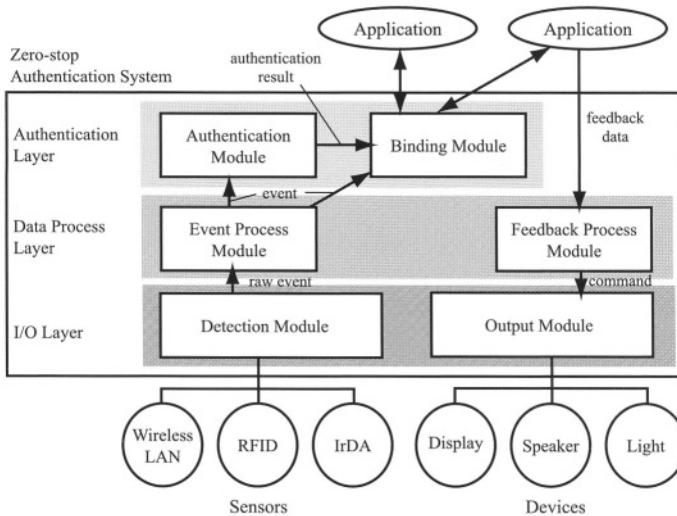 Application
Application
Zero-stop
Authentication System
authentication
result
Authentication
Layer
Authentication
Module
Binding Module
feedback
data
event
Data Process
Layer
Event Process
Module
Feedback Process
Module
raw event
command
I/O Layer
Detection Module
Output Module
Wireless
LAN
RFID
IrDA
Display
Speaker
Light
Sensors
Devices